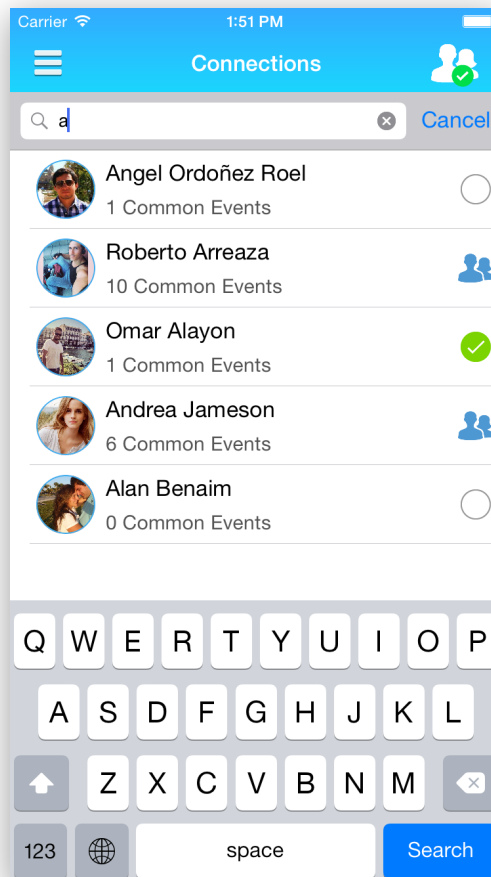 Carrier 1:51 PM
Connections
a Cancel
Angel Ordoñez Roel
1 Common Events
Roberto Arreaza
10 Common Events
Omar Alayon
1 Common Events
Andrea Jameson
6 Common Events
Alan Benaim
0 Common Events
Q W E R T Y U I O P
A S D F G H J K L
Z X C V B N M
123 space Search